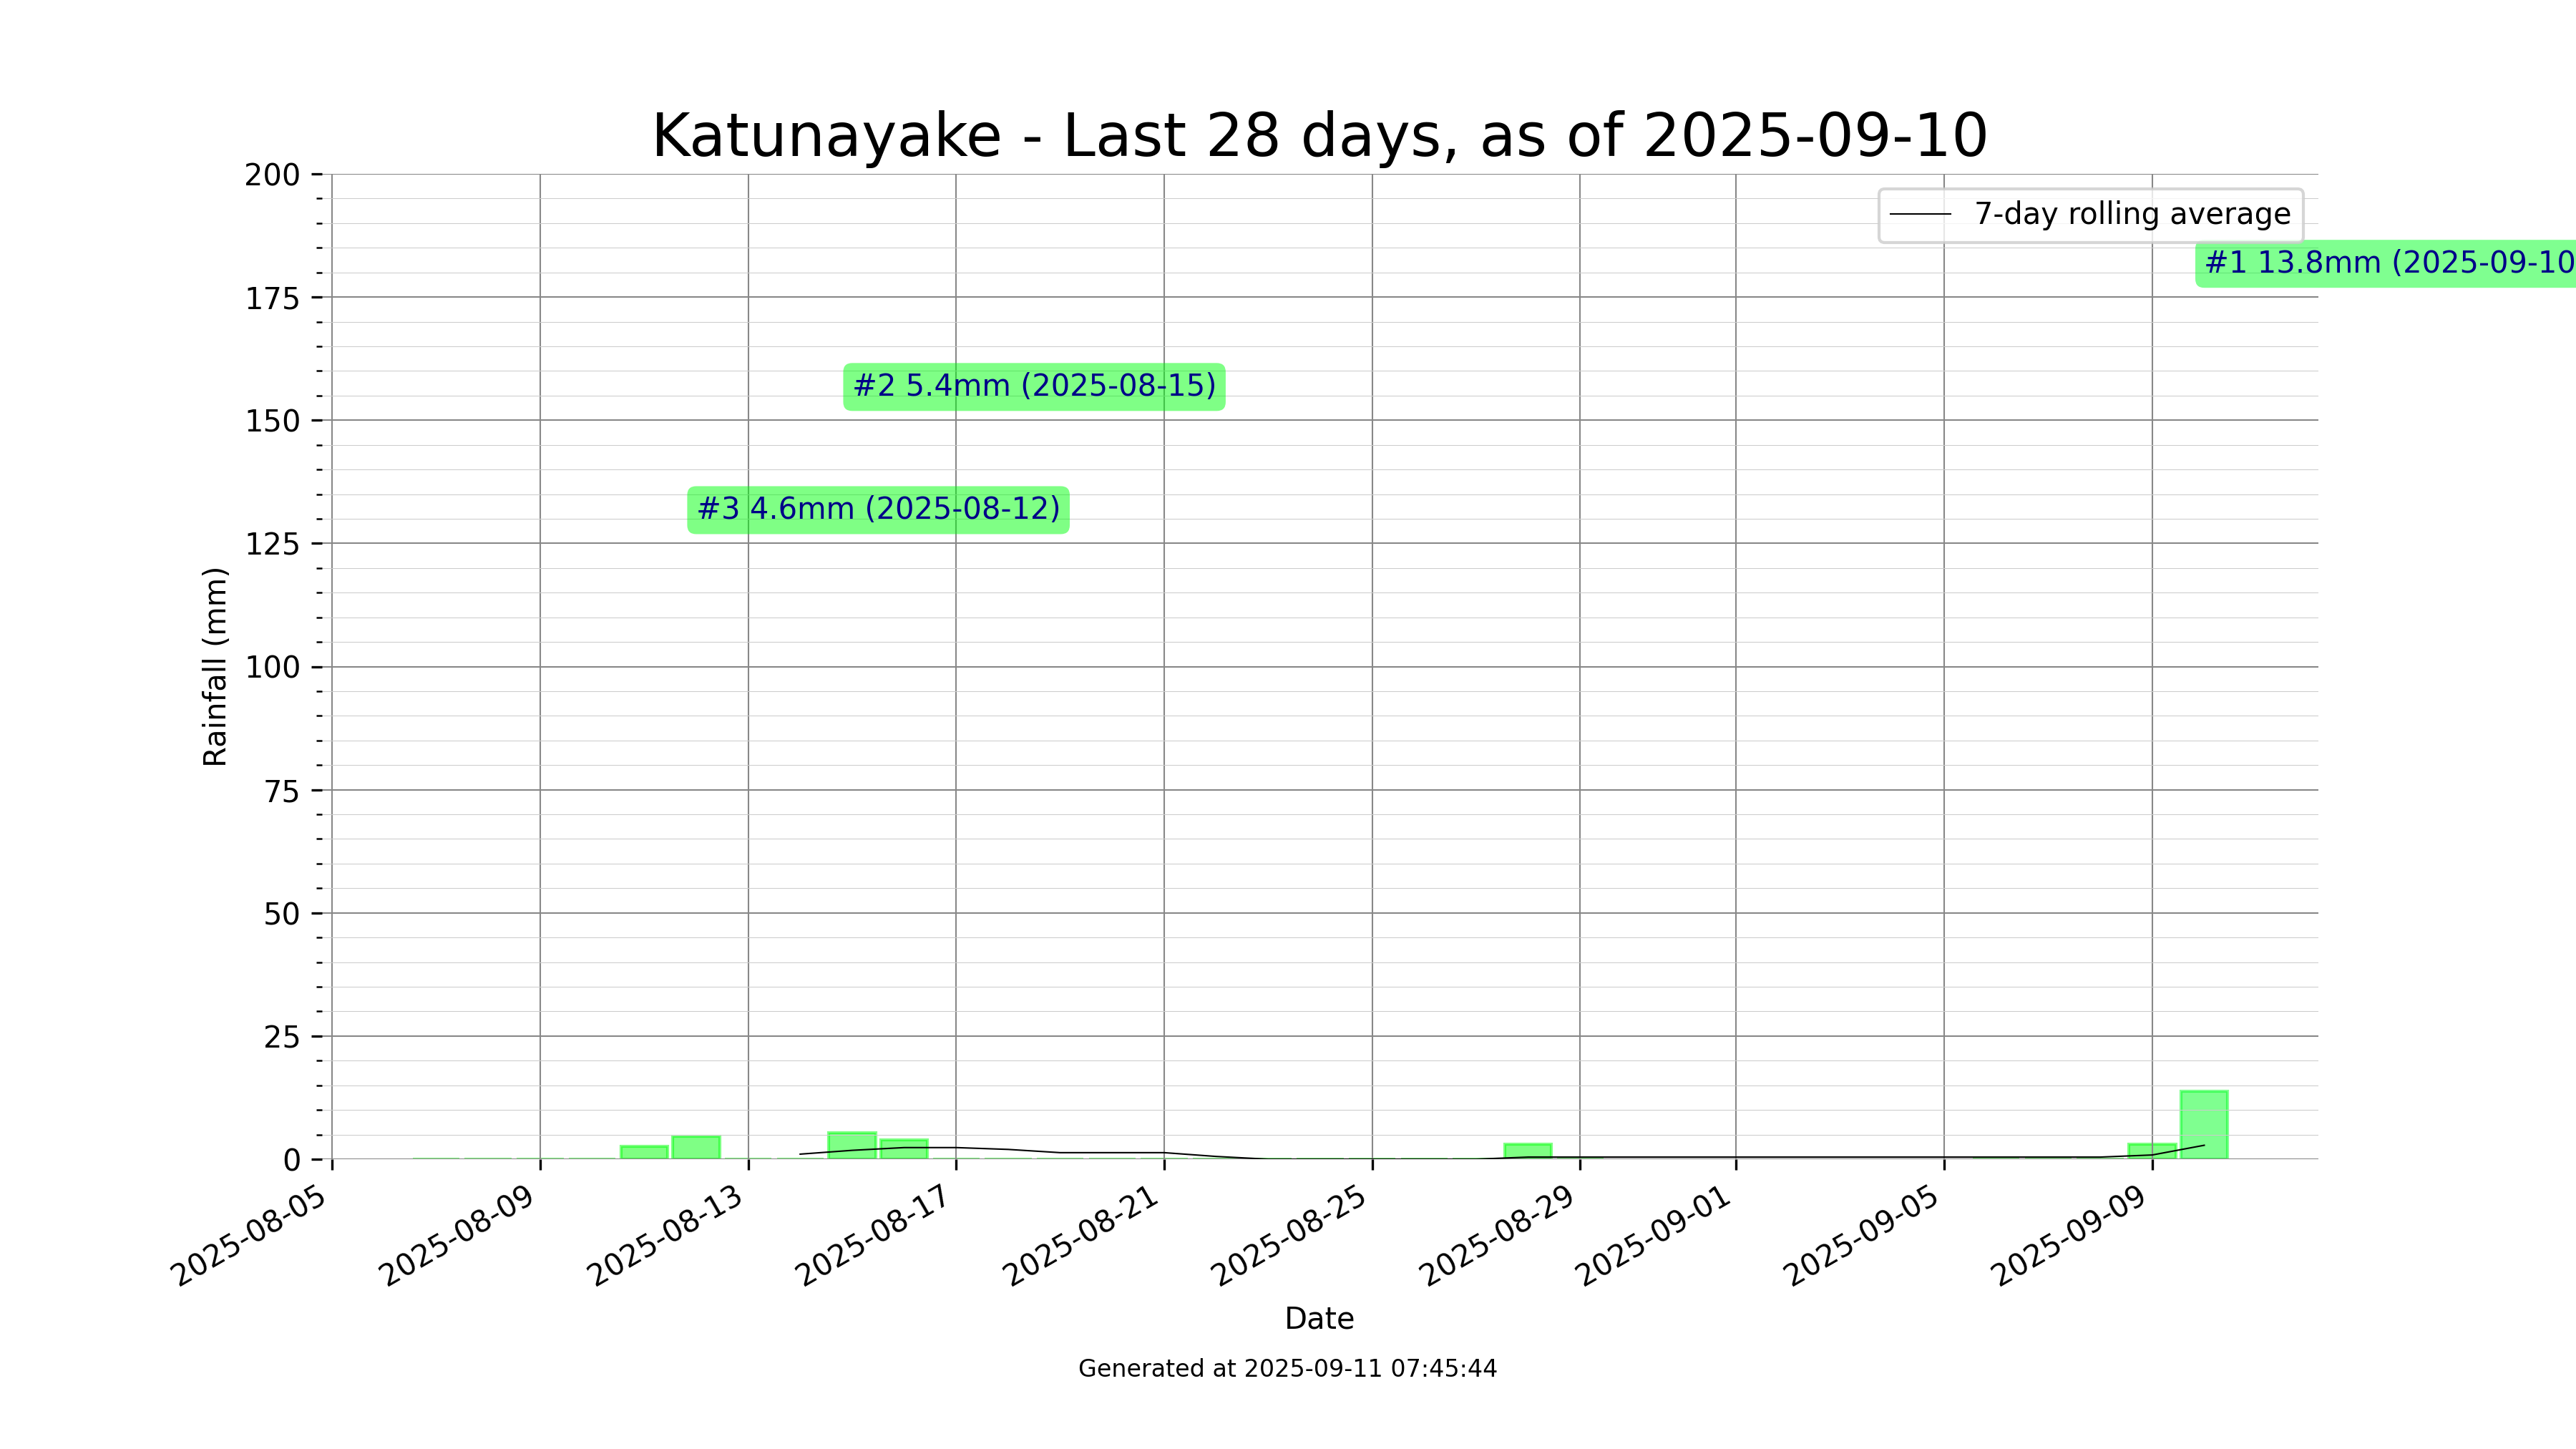 Katunayake - Last 28 days, as of 2025-09-10
200
7-day rolling average
#1 13.8mm (2025-09-10
175
#2 5.4mm (2025-08-15)
150
#3 4.6mm (2025-08-12)
125
100
75
50
25
0
Rainfall (mm)
2025-08-05
2025-08-09
2025-08-13
2025-08-17
2025-08-21
2025-08-25
2025-08-29
2025-09-01
2025-09-05
2025-09-09
Date
Generated at 2025-09-11 07:45:44